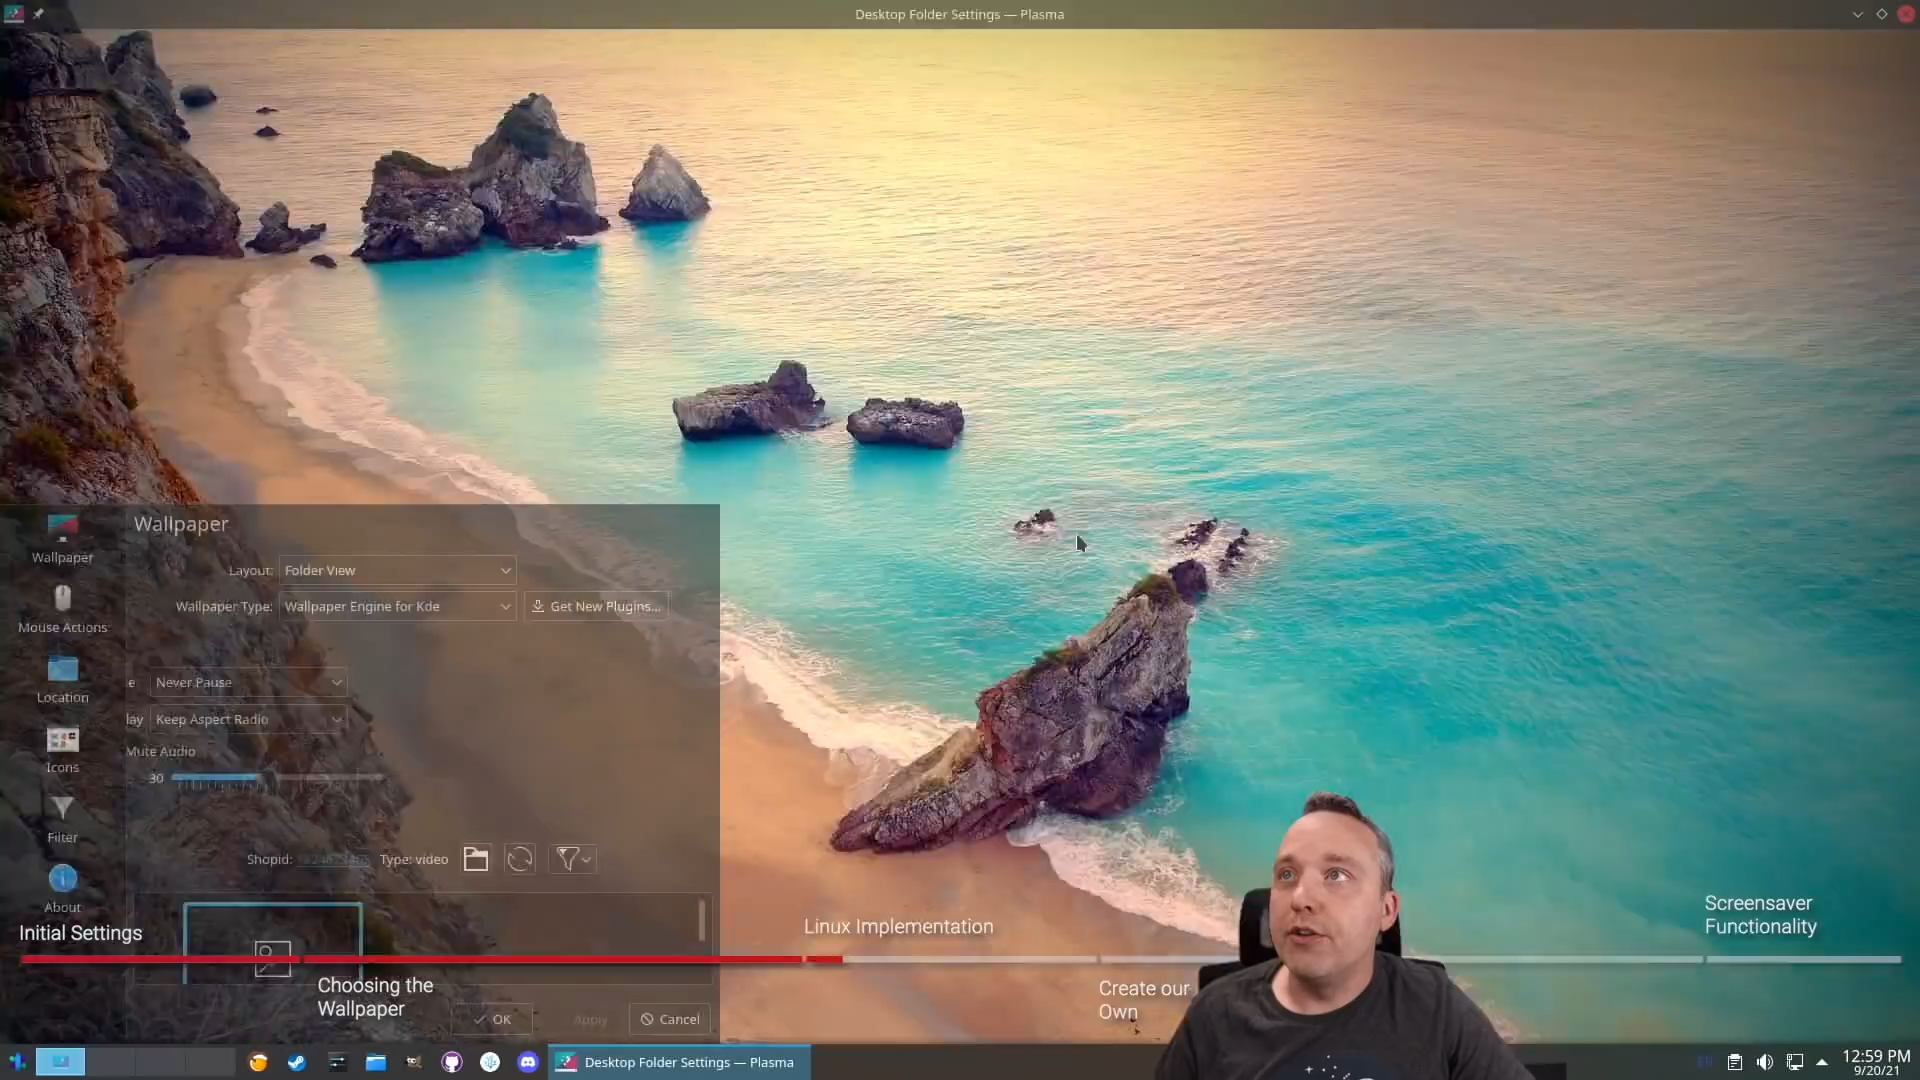 Desktop Folder Settings — Plasma
Wallpaper
Wallpaper
Layout:
Folder View
Wallpaper Type:
Wallpaper Engine for Kde
Get New Plugins...
Mouse Actions
Location
e
Never Pause
lay
Keep Aspect Radio
Mute Audio
30
Icons
Filter
Shopid:
Type: video
About
Initial Settings
Linux Implementation
Screensaver
Functionality
Choosing the
Wallpaper
Create our
Own
OK
Apply
Cancel
Desktop Folder Settings — Plasma
EN
12:59 PM
9/20/21